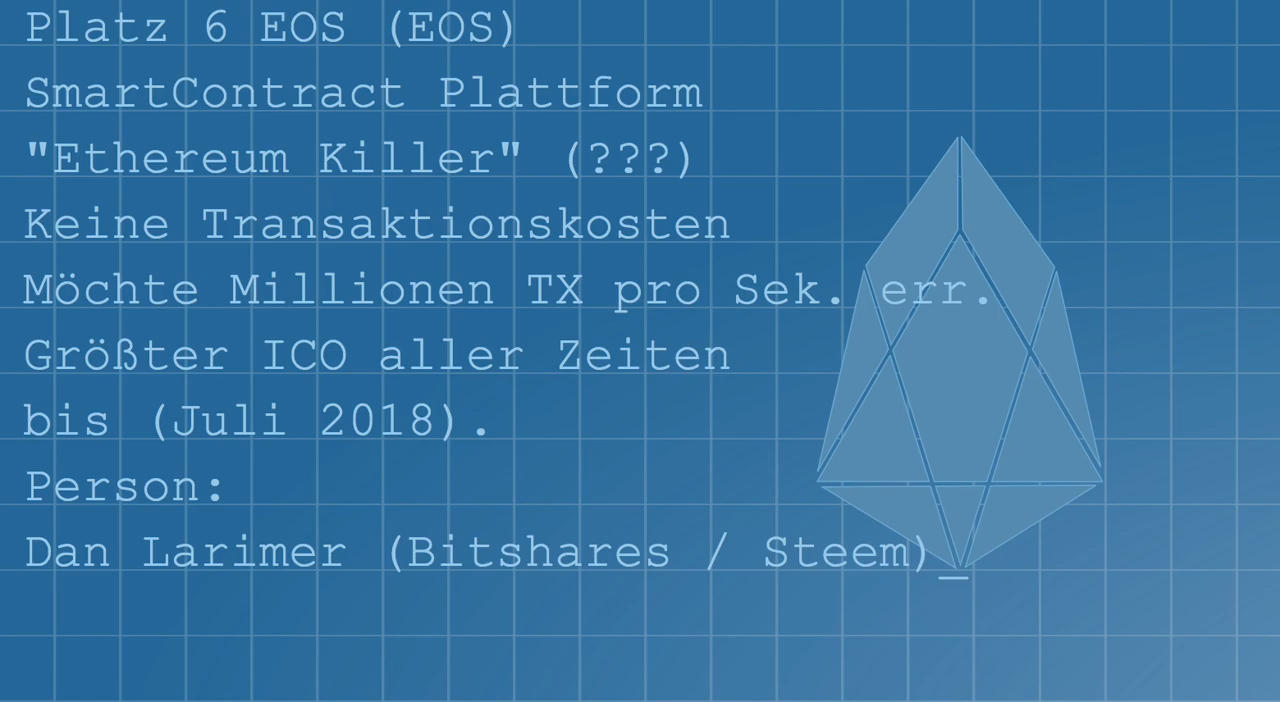 Platz 6 EOS (EOS)
SmartContract Plattform
"Ethereum Killer" (???)
Keine Transaktionskosten
Möchte Millionen TX pro Sek. err.
Größter ICO aller Zeiten
bis (Juli 2018).
Person:
Dan Larimer (Bitshares / Steem)_